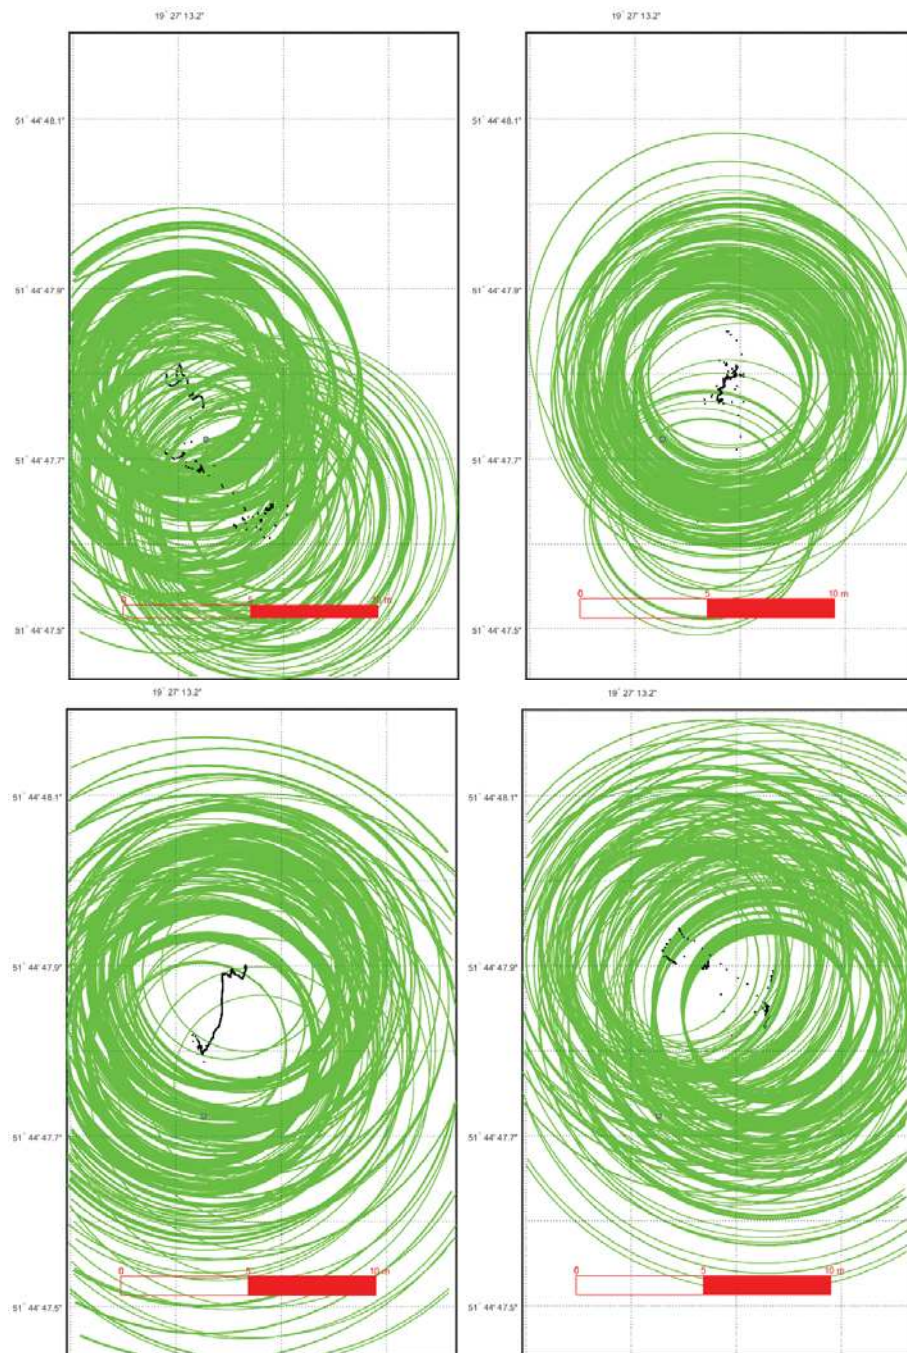 19° 27' 13.2" 19° 27' 13.2"
51° 44' 48.1" 51° 44' 48.1"
51° 44' 47.9" 51° 44' 47.9"
51° 44' 47.7" 51° 44' 47.7"
0 5 10 m 0 5 10 m
51° 44' 47.5" 51° 44' 47.5"
19° 27' 13.2" 19° 27' 13.2"
51° 44' 48.1" 51° 44' 48.1"
51° 44' 47.9" 51° 44' 47.9"
51° 44' 47.7" 51° 44' 47.7"
0 5 10 m 0 5 10 m
51° 44' 47.5" 51° 44' 47.5"